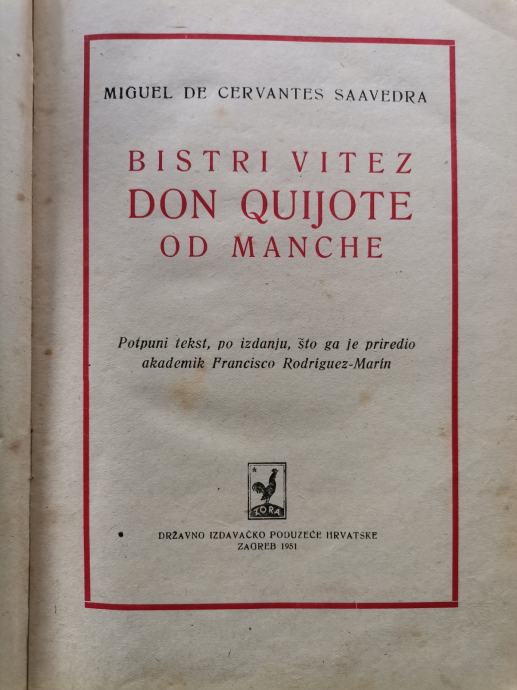 MIGUEL DE CERVANTES SAAVEDRA
BISTRI VITEZ
DON QUIJOTE
OD MANCHE
Potpuni tekst, po izdanju, što ga je priredio
akademik Francisco Rodriguez-Marín
ZORA
DRŽAVNO IZDAVAČKO PODUZEĆE HRVATSKE
ZAGREB 1951